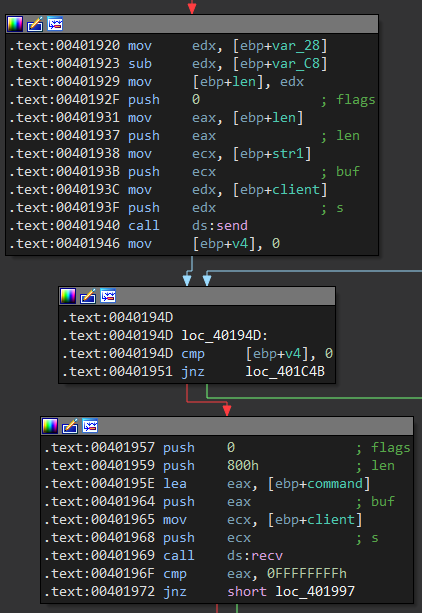 .text:00401920 mov edx, [ebp+var_28]
.text:00401923 sub edx, [ebp+var_C8]
.text:00401929 mov [ebp+len], edx
.text:0040192F push 0 ; flags
.text:00401931 mov eax, [ebp+len]
.text:00401937 push eax ; len
.text:00401938 mov ecx, [ebp+str1]
.text:0040193B push ecx ; buf
.text:0040193C mov edx, [ebp+client]
.text:0040193F push edx ; s
.text:00401940 call ds:send
.text:00401946 mov [ebp+v4], 0
.text:0040194D
.text:0040194D loc_40194D:
.text:0040194D cmp [ebp+v4], 0
.text:00401951 jnz loc_401C4B
.text:00401957 push 0 ; flags
.text:00401959 push 800h ; len
.text:0040195E lea eax, [ebp+command]
.text:00401964 push eax ; buf
.text:00401965 mov ecx, [ebp+client]
.text:00401968 push ecx ; s
.text:00401969 call ds:recv
.text:0040196F cmp eax, 0FFFFFFFFh
.text:00401972 jnz short loc_401997